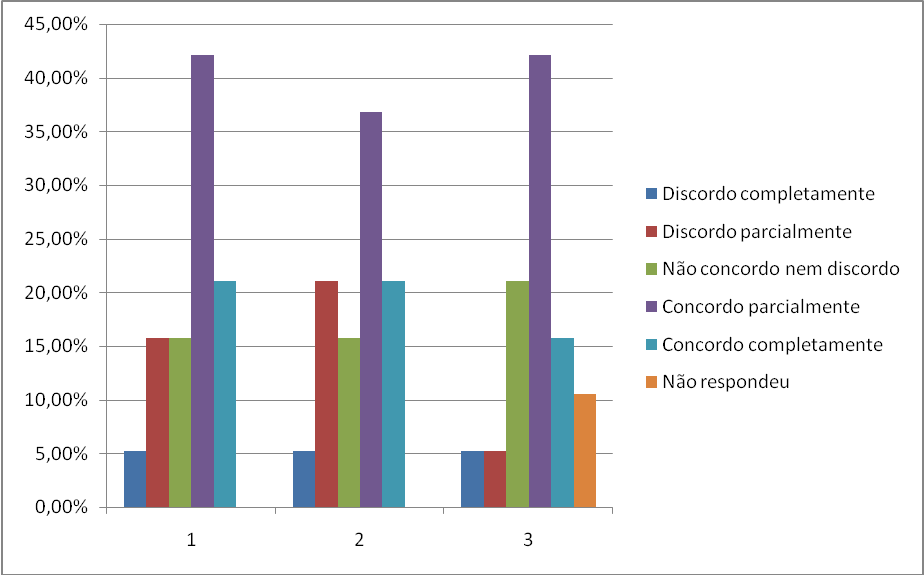 45,00%
40,00%
35,00%
30,00%
25,00%
20,00%
15,00%
10,00%
5,00%
0,00%
1
2
3
Discordo completamente
Discordo parcialmente
Não concordo nem discordo
Concordo parcialmente
Concordo completamente
Não respondeu